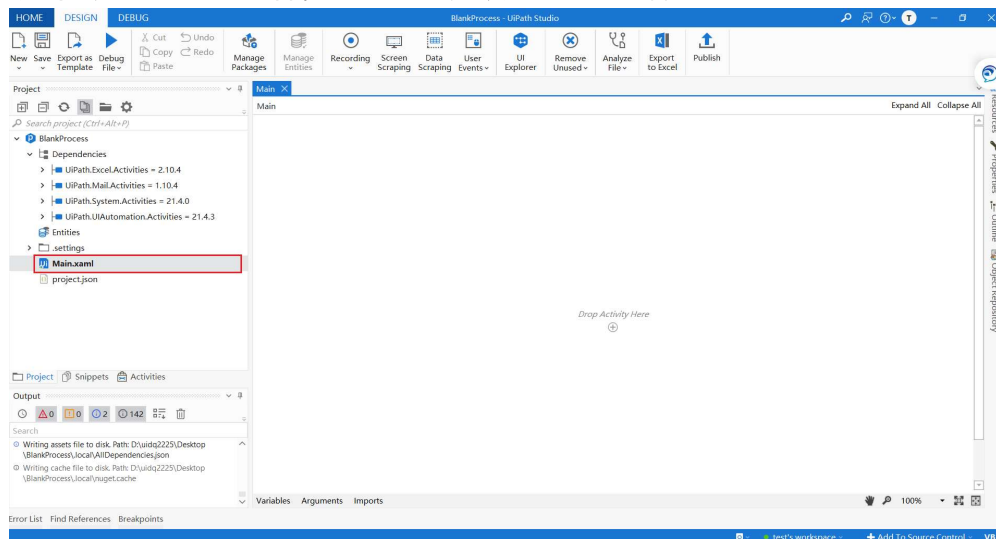 HOME DESIGN DEBUG BlankProcess - UiPath Studio T
New Save Export as Template Debug File Cut Copy Paste Undo Redo Manage Packages Manage Entities Recording Screen Scraping Data Scraping User Events UI Explorer Remove Unused Analyze File Export to Excel Publish
Project
Main
Main Expand All Collapse All
Search project (Ctrl+Alt+P)
BlankProcess
Dependencies
UiPath.Excel.Activities = 2.10.4
UiPath.Mail.Activities = 1.10.4
UiPath.System.Activities = 21.4.0
UiPath.UIAutomation.Activities = 21.4.3
Entities
.settings
Main.xaml
project.json
Drop Activity Here
Resources
Properties
Outline
Object Repository
Project Snippets Activities
Output
0 0 2 142
Search
Writing assets file to disk. Path: D:\uidq2225\Desktop
\BlankProcess\.local\AllDependencies.json
Writing cache file to disk. Path: D:\uidq2225\Desktop
\BlankProcess\.local\nuget.cache
Variables Arguments Imports 100%
Error List Find References Breakpoints
test's workspace Add To Source Control VB